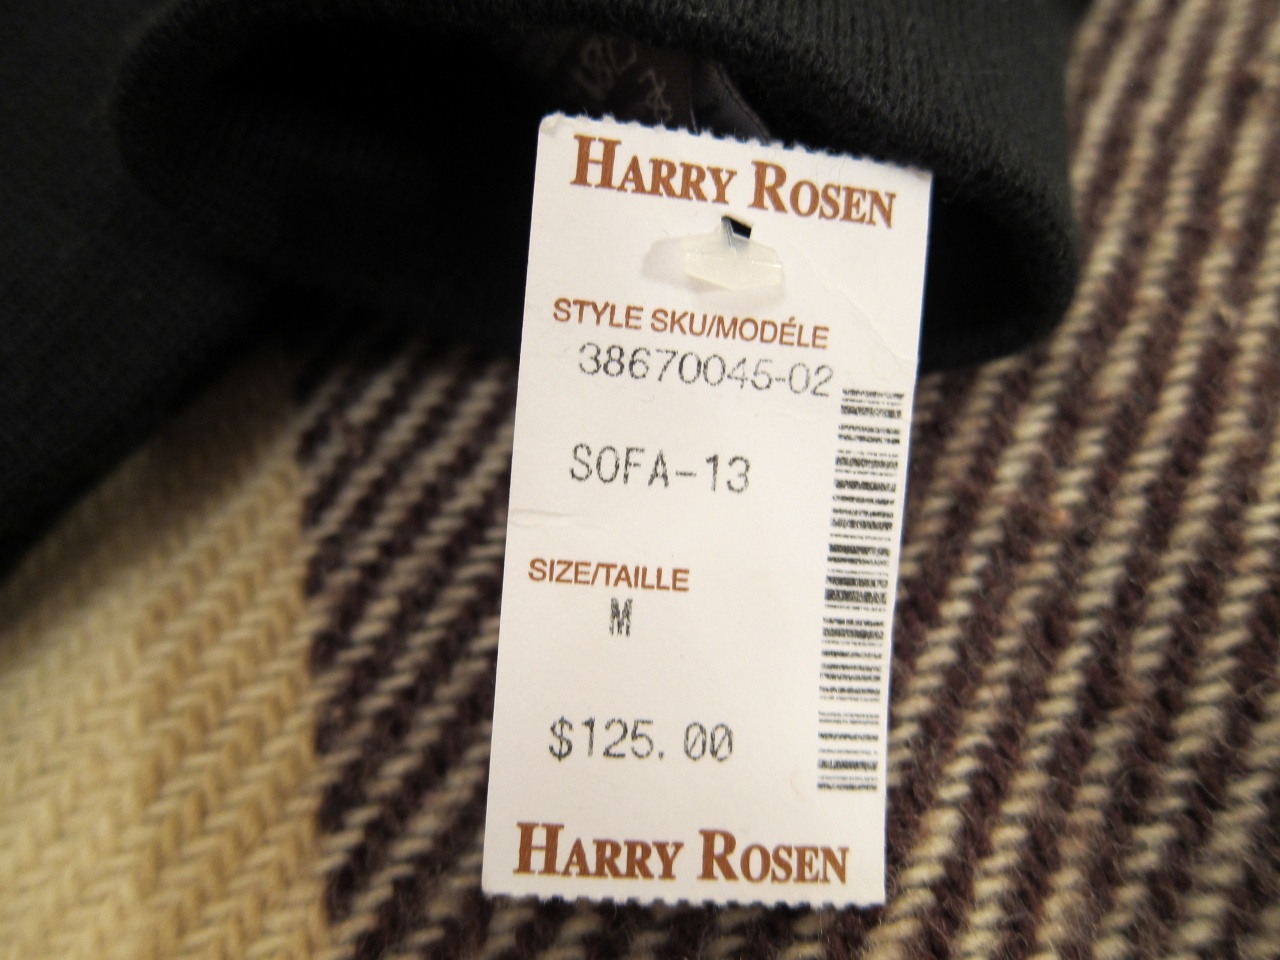 HARRY ROSEN
STYLE SKU/MODÉLE
38670045-02
SOFA-13
SIZE/TAILLE
M
$125.00
HARRY ROSEN